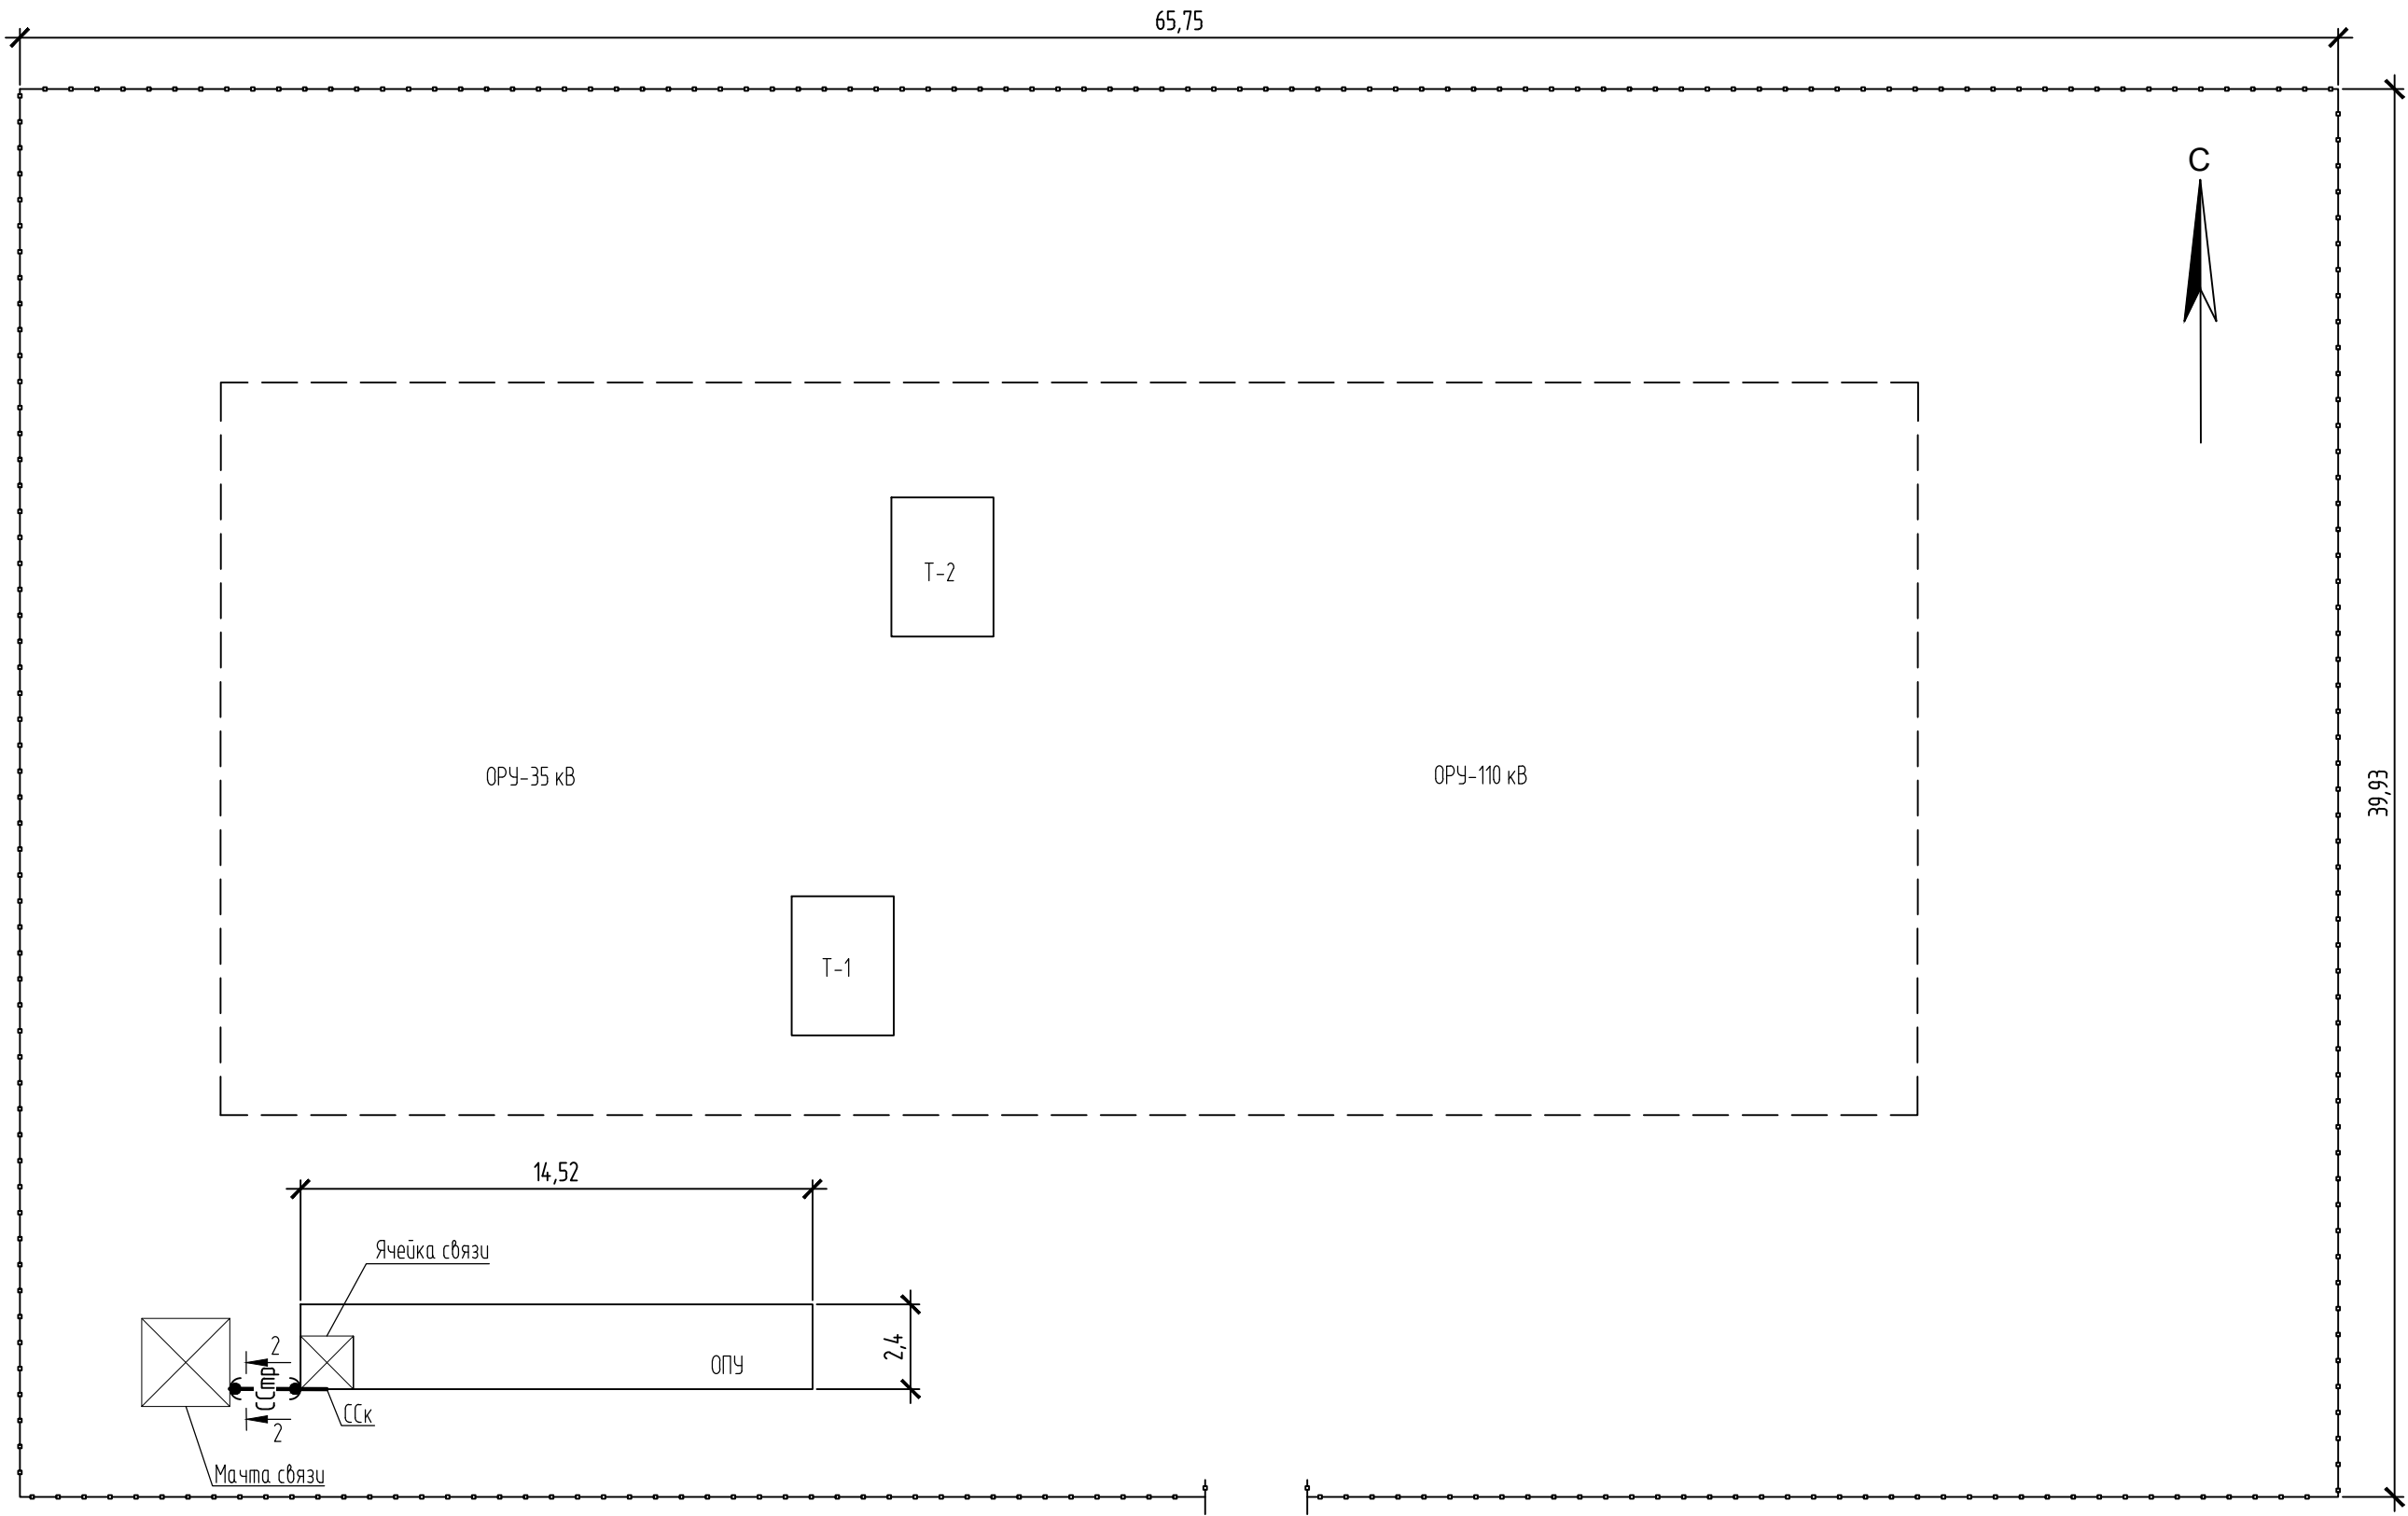 65,75
С
Т-2
ОРУ-35 кВ
ОРУ-110 кВ
39,93
Т-1
14,52
Ячейка связи
2,4
2
ОПУ
ССтр
ССк
2
Мачта связи